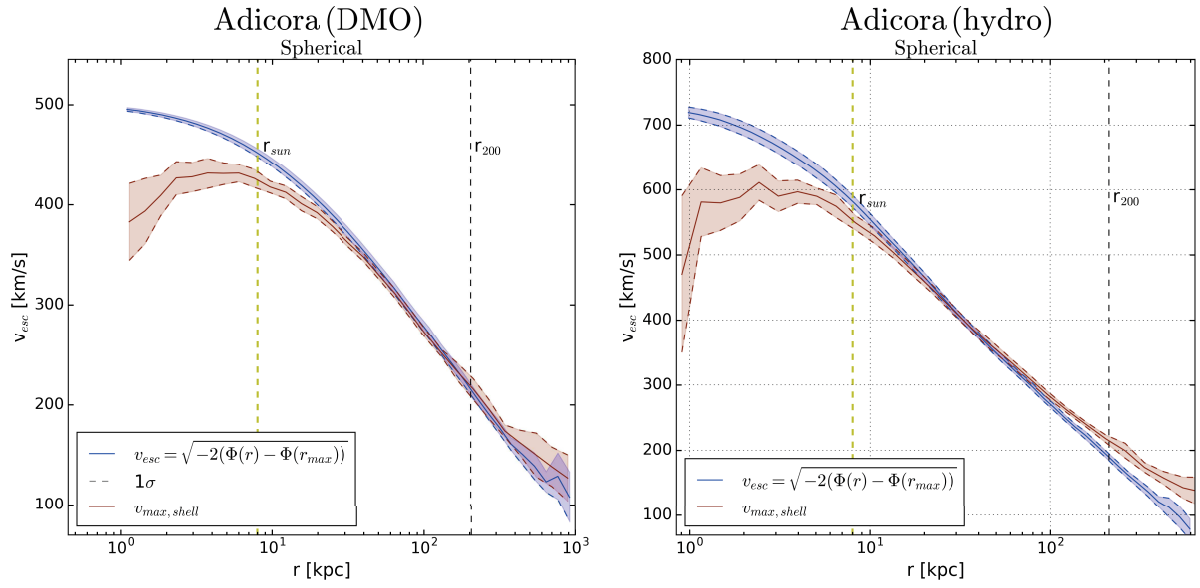 Adicora (DMO)
Spherical
500
400
300
200
100
v_esc [km/s]
r_sun
r_200
v_esc = √−2(Φ(r) − Φ(r_max))
1σ
v_max,shell
10^0
10^1
10^2
10^3
r [kpc]
Adicora (hydro)
Spherical
800
700
600
500
400
300
200
100
v_esc [km/s]
r_sun
r_200
v_esc = √−2(Φ(r) − Φ(r_max))
v_max,shell
10^0
10^1
10^2
r [kpc]